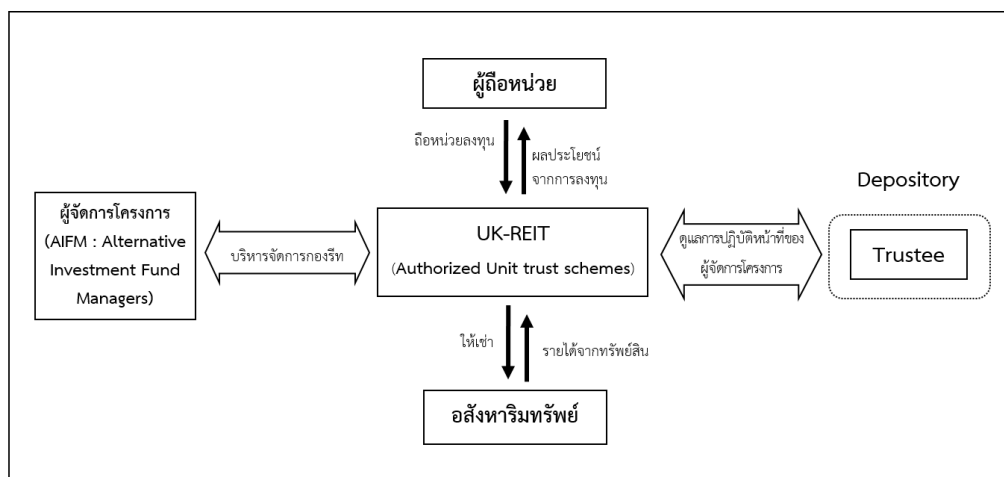 ผู้ถือหน่วย
ถือหน่วยลงทุน
ผลประโยชน์
จากการลงทุน
Depository
ผู้จัดการโครงการ
(AIFM : Alternative
Investment Fund
Managers)
บริหารจัดการกองรีท
UK-REIT
(Authorized Unit trust schemes)
ดูแลการปฏิบัติหน้าที่ของ
ผู้จัดการโครงการ
Trustee
ให้เช่า
รายได้จากทรัพย์สิน
อสังหาริมทรัพย์